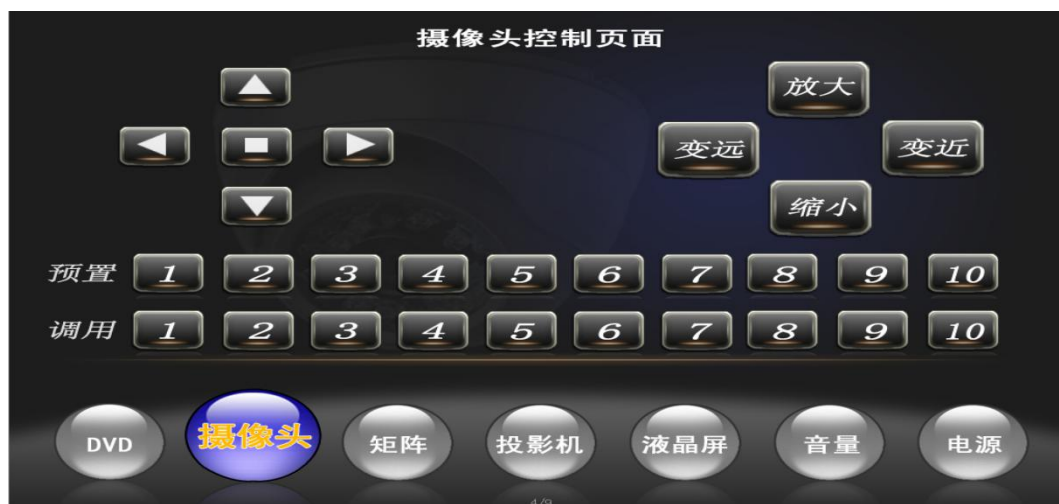 摄像头控制页面
放大
变远 变近
缩小
预置 1 2 3 4 5 6 7 8 9 10
调用 1 2 3 4 5 6 7 8 9 10
DVD 摄像头 矩阵 投影机 液晶屏 音量 电源
4/9